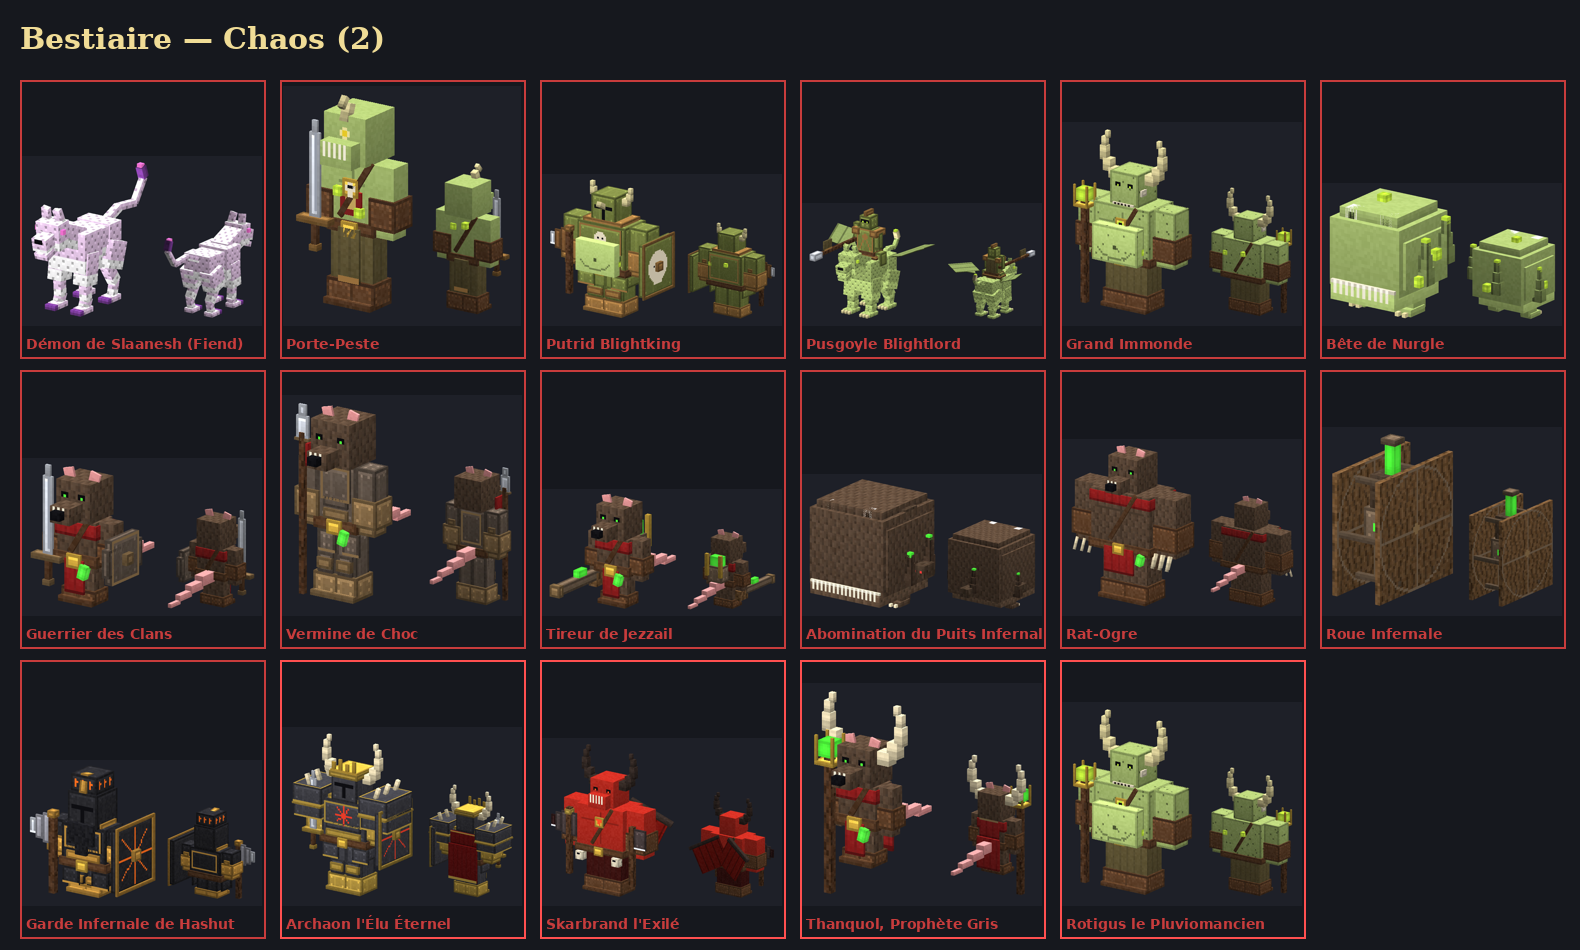 Bestiaire — Chaos (2)
Démon de Slaanesh (Fiend)
Porte-Peste
Putrid Blightking
Pusgoyle Blightlord
Grand Immonde
Bête de Nurgle
Guerrier des Clans
Vermine de Choc
Tireur de Jezzail
Abomination du Puits Infernal
Rat-Ogre
Roue Infernale
Garde Infernale de Hashut
Archaon l'Élu Éternel
Skarbrand l'Exilé
Thanquol, Prophète Gris
Rotigus le Pluviomancien